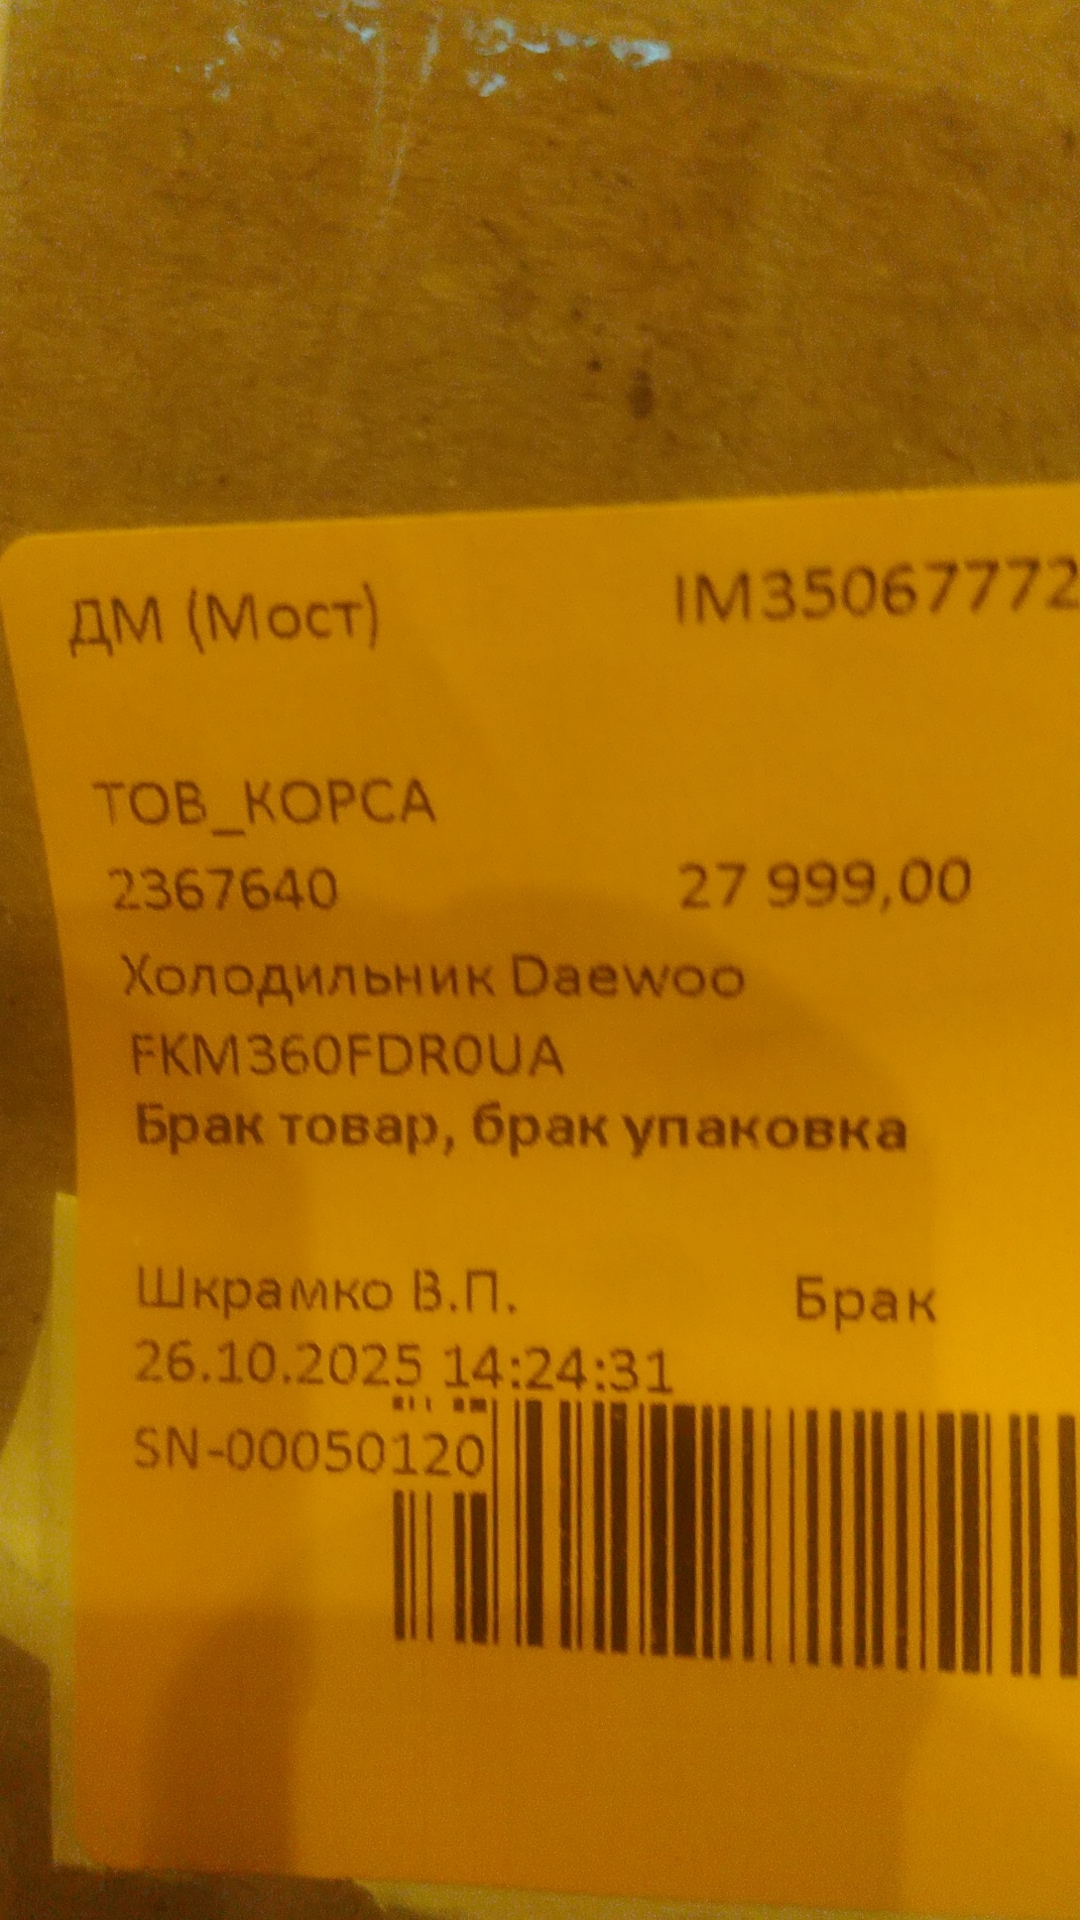 ДМ (Мост) ІМ35067772
ТОВ_КОРСА
2367640 27 999,00
Холодильник Daewoo
FKM360FDR0UA
Брак товар, брак упаковка
Шкрамко В.П. Брак
26.10.2025 14:24:31
SN-00050120